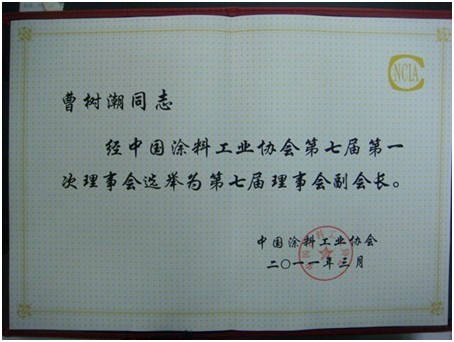 NCIA
曹树潮同志
经中国涂料工业协会第七届第一
次理事会选举为第七届理事会副会长。
中国涂料工业协会
二〇一一年三月